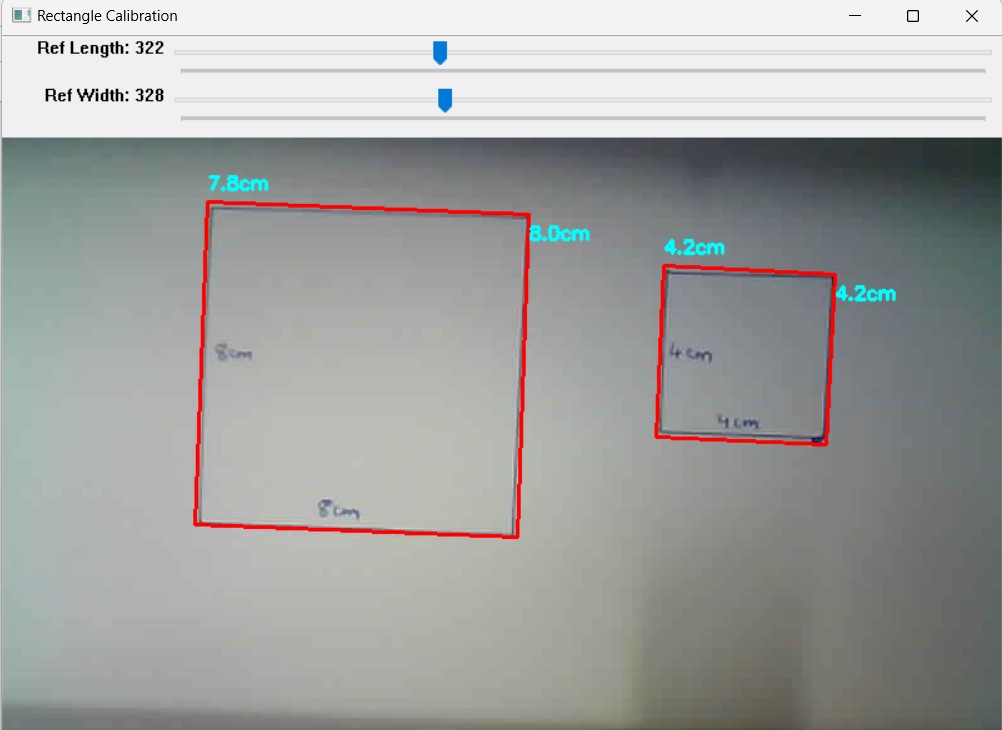 Rectangle Calibration
Ref Length: 322
Ref Width: 328
7.8cm
8.0cm
4.2cm
4.2cm
8cm
4cm
4cm
8cm